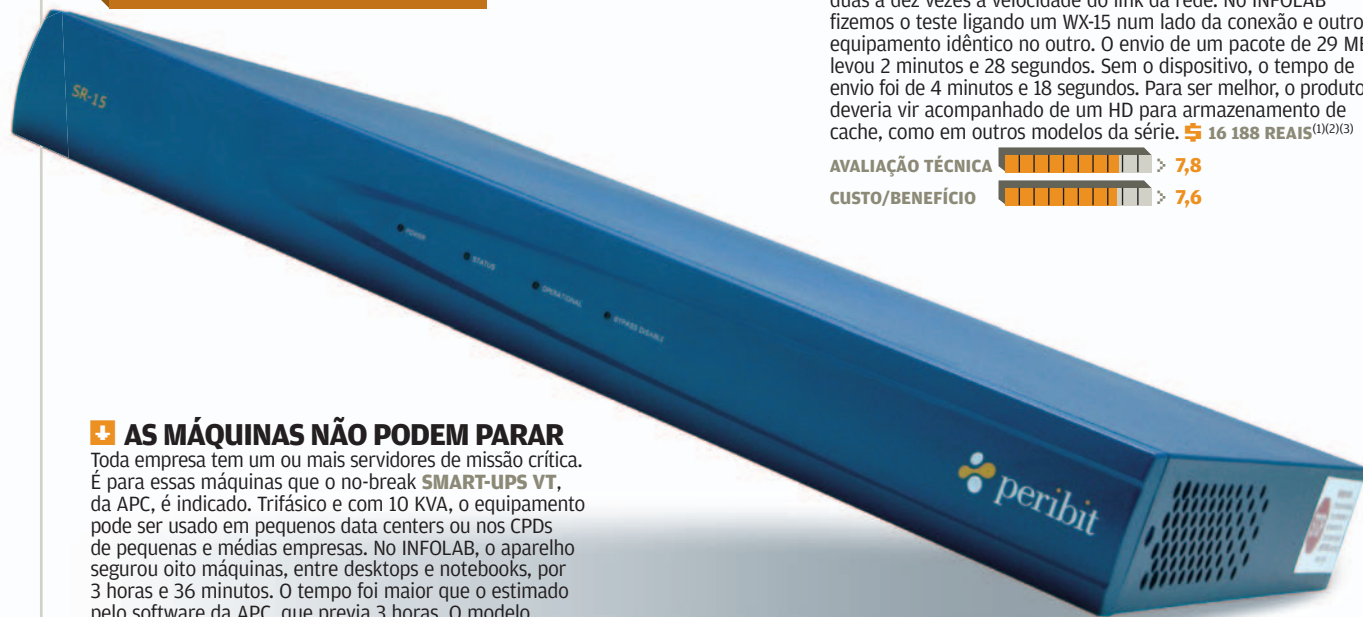 duas a dez vezes a velocidade do link da rede. No INFOLAB
fizemos o teste ligando um WX-15 num lado da conexão e outro
equipamento idêntico no outro. O envio de um pacote de 29 MB
levou 2 minutos e 28 segundos. Sem o dispositivo, o tempo de
envio foi de 4 minutos e 18 segundos. Para ser melhor, o produto
deveria vir acompanhado de um HD para armazenamento de
cache, como em outros modelos da série. $ 16 188 REAIS(1)(2)(3)
AVALIAÇÃO TÉCNICA > 7,8
CUSTO/BENEFÍCIO > 7,6
SR-15
POWER
STATUS
OPERATIONAL
BYPASS DISABLE
peribit
AS MÁQUINAS NÃO PODEM PARAR
Toda empresa tem um ou mais servidores de missão crítica.
É para essas máquinas que o no-break SMART-UPS VT,
da APC, é indicado. Trifásico e com 10 KVA, o equipamento
pode ser usado em pequenos data centers ou nos CPDs
de pequenas e médias empresas. No INFOLAB, o aparelho
segurou oito máquinas, entre desktops e notebooks, por
3 horas e 36 minutos. O tempo foi maior que o estimado
pelo software da APC, que previa 3 horas. O modelo